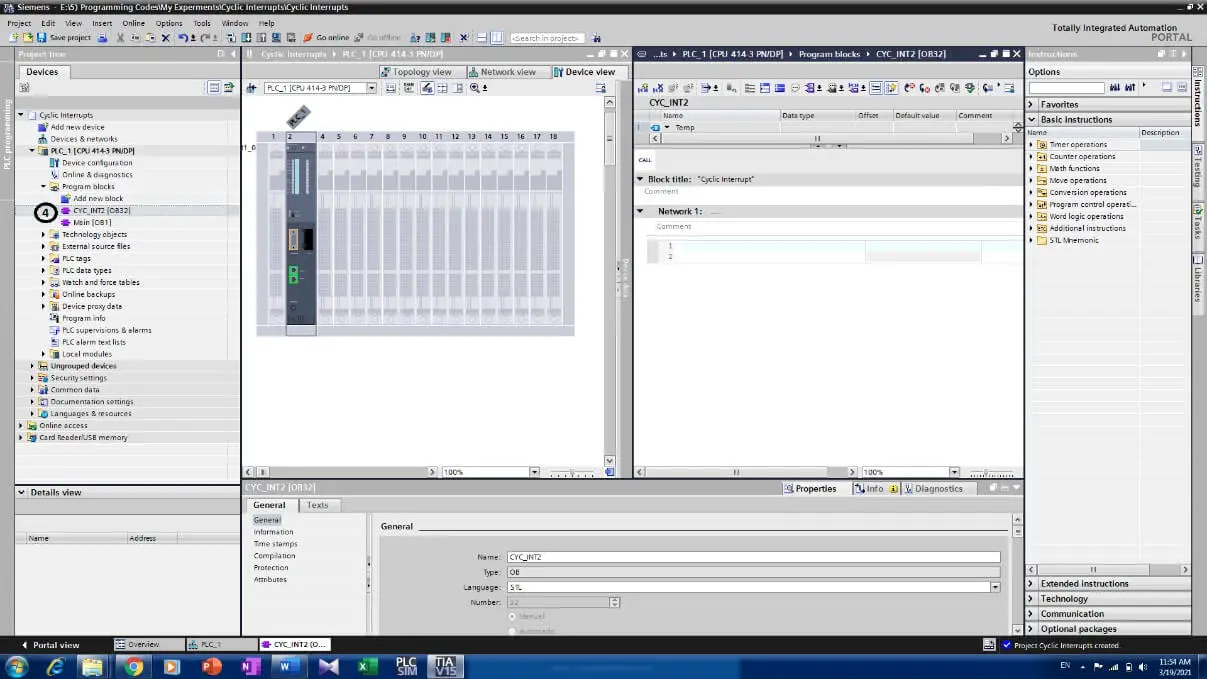 Siemens - E:\5) Programming Codes\My Experments\Cyclic Interrupts\Cyclic Interrupts
Project Edit View Insert Online Options Tools Window Help
Save project
Go online
Go offline
<search in project>
Totally Integrated Automation
PORTAL
Project tree
Devices
PLC programming
Cyclic Interrupts
Add new device
Devices & networks
PLC_1 [CPU 414-3 PN/DP]
Device configuration
Online & diagnostics
Program blocks
Add new block
4
CYC_INT2 [OB32]
Main [OB1]
Technology objects
External source files
PLC tags
PLC data types
Watch and force tables
Online backups
Device proxy data
Program info
PLC supervisions & alarms
PLC alarm text lists
Local modules
Ungrouped devices
Security settings
Common data
Documentation settings
Languages & resources
Online access
Card Reader/USB memory
Details view
Name Address
Cyclic Interrupts PLC_1 [CPU 414-3 PN/DP]
Topology view Network view Device view
PLC_1 [CPU 414-3 PN/DP]
PLC_1
1 2 4 5 6 7 8 9 10 11 12 13 14 15 16 17 18
100%
Device data
...ts PLC_1 [CPU 414-3 PN/DP] Program blocks CYC_INT2 [OB32]
CYC_INT2
Name Data type Offset Default value Comment
1 Temp
CALL
Block title: "Cyclic Interrupt"
Comment
Network 1: .....
Comment
1
2
100%
CYC_INT2 [OB32]
Properties Info Diagnostics
General Texts
General
Information
Time stamps
Compilation
Protection
Attributes
General
Name: CYC_INT2
Type: OB
Language: STL
Number: 32
Manual
Automatic
Instructions
Options
Favorites
Basic instructions
Name Description
Timer operations
Counter operations
Math functions
Move operations
Conversion operations
Program control operati...
Word logic operations
Additional instructions
STL Mnemonic
Extended instructions
Technology
Communication
Optional packages
Instructions
Testing
Tasks
Libraries
Portal view Overview PLC_1 CYC_INT2 (O...
Project Cyclic Interrupts created.
PLC SIM
TIA V15
EN
11:54 AM
3/19/2021